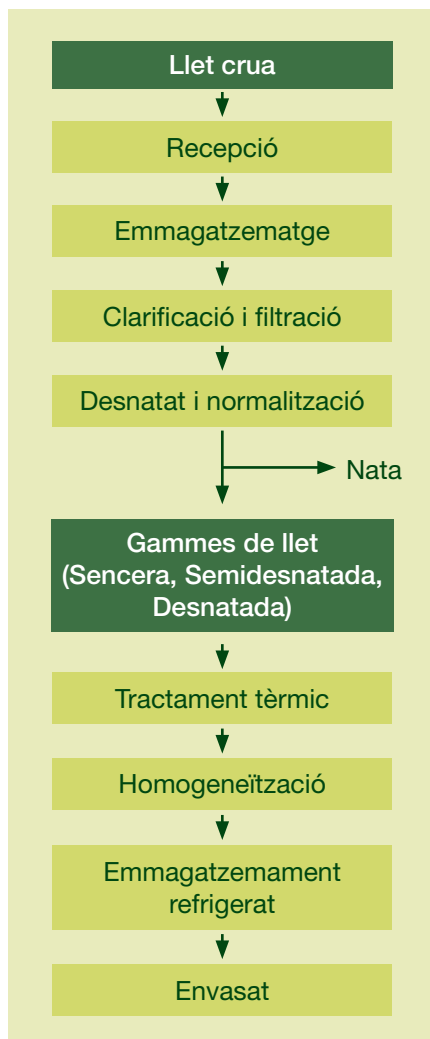 Llet crua
Recepció
Emmagatzematge
Clarificació i filtració
Desnatat i normalització
Nata
Gammes de llet
(Sencera, Semidesnatada,
Desnatada)
Tractament tèrmic
Homogeneïtzació
Emmagatzemament
refrigerat
Envasat